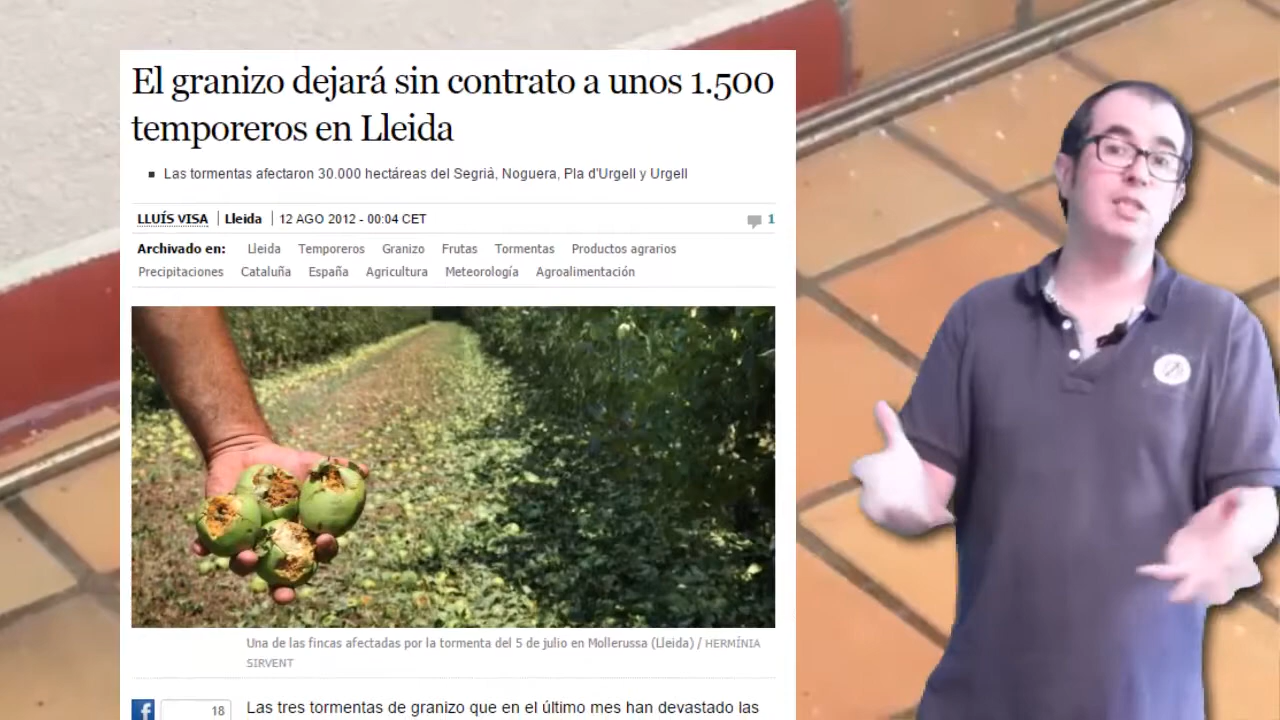 El granizo dejará sin contrato a unos 1.500
temporeros en Lleida
Las tormentas afectaron 30.000 hectáreas del Segrià, Noguera, Pla d'Urgell y Urgell
LLUÍS VISA | Lleida | 12 AGO 2012 - 00:04 CET 1
Archivado en: Lleida Temporeros Granizo Frutas Tormentas Productos agrarios
Precipitaciones Cataluña España Agricultura Meteorología Agroalimentación
Una de las fincas afectadas por la tormenta del 5 de julio en Mollerussa (Lleida) / HERMÍNIA
SIRVENT
f 18 Las tres tormentas de granizo que en el último mes han devastado las